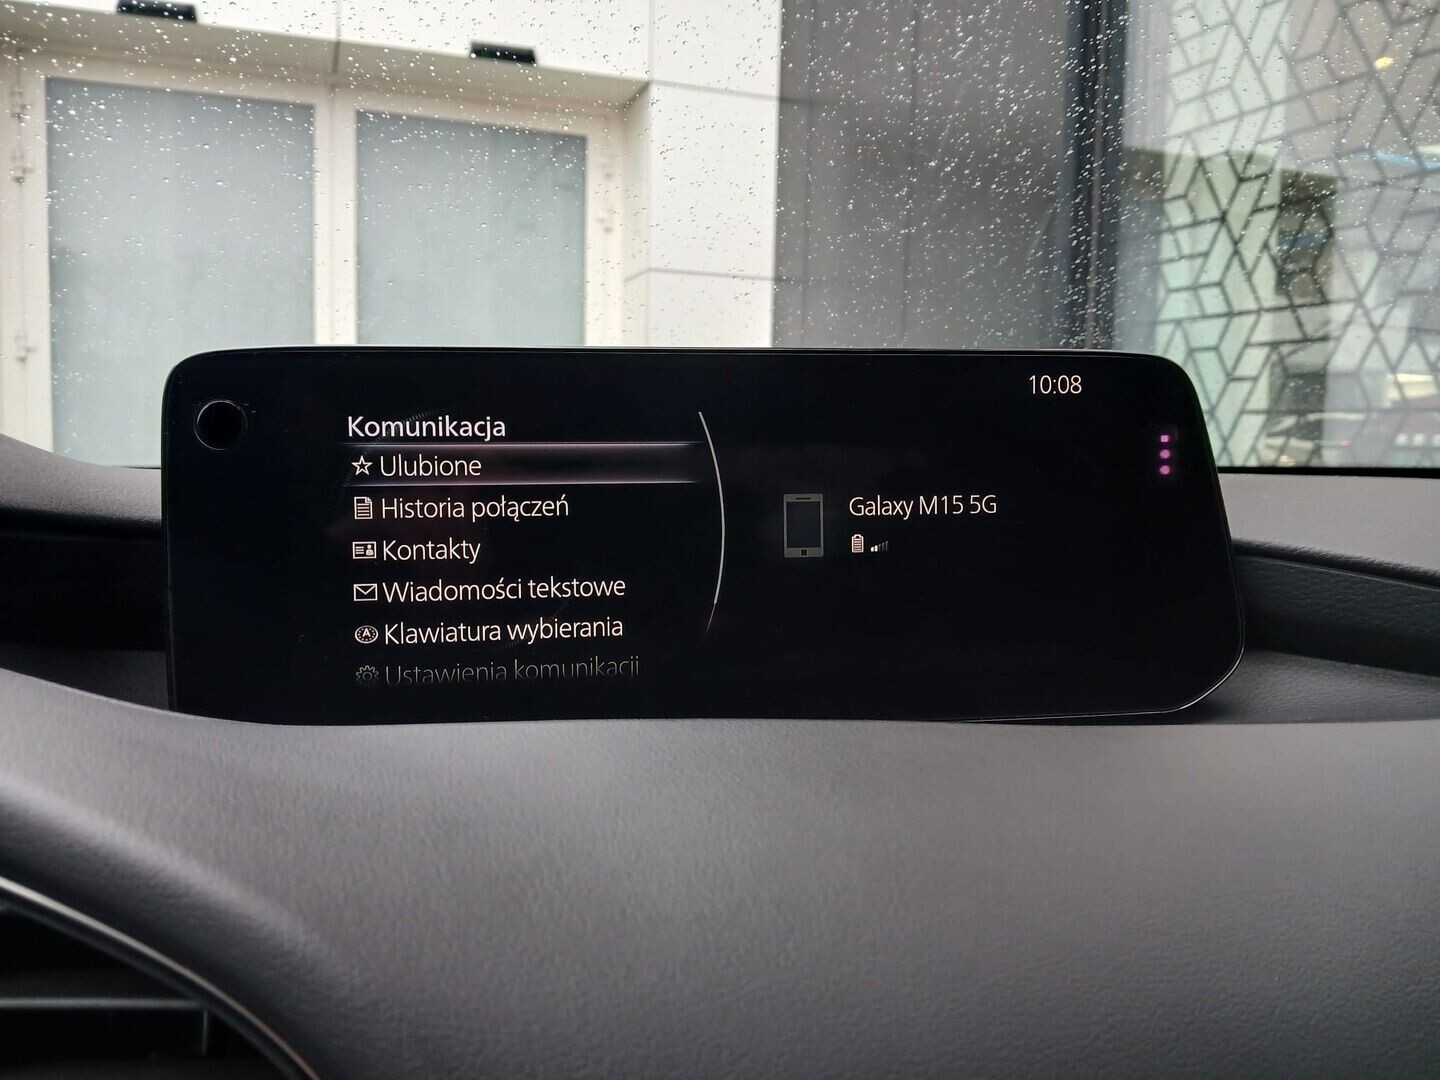 10:08
Komunikacja
Ulubione
Historia połączeń
Kontakty
Wiadomości tekstowe
Klawiatura wybierania
Ustawienia komunikacji
Galaxy M15 5G